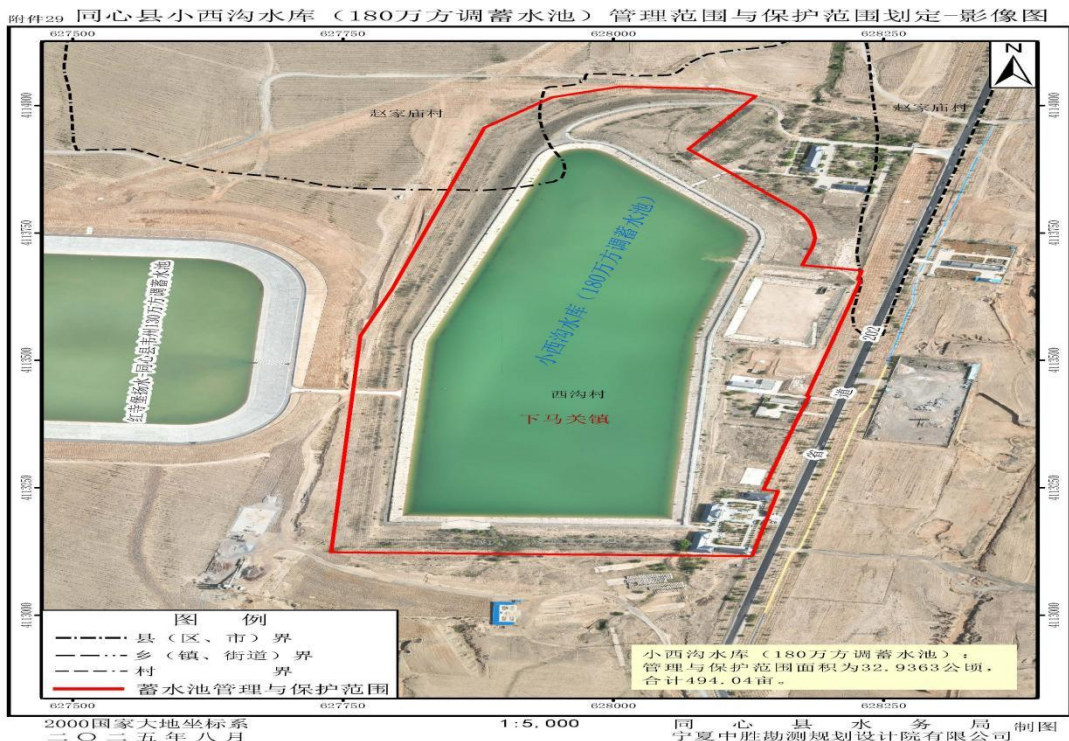 附件29 同心县小西沟水库（180万方调蓄水池）管理范围与保护范围划定-影像图
627500 627750 628000 628250
N
4114000
4114000
赵家庙村
赵家庙村
4113750
4113750
小西沟水库（180万方调蓄水池）
红寺堡扬水-同心县韦州130万方调蓄水池
4113500
4113500
202
道
省
西沟村
下马关镇
4113250
4113250
4113000
4113000
图 例
县（区、市）界
乡（镇、街道）界
村 界
蓄水池管理与保护范围
小西沟水库（180万方调蓄水池）：
管理与保护范围面积为32.9363公顷，
合计494.04亩。
627500 627750 628000 628250
2000国家大地坐标系
二〇二五年八月
1:5,000
同心县水务局
宁夏中胜勘测规划设计院有限公司
制图